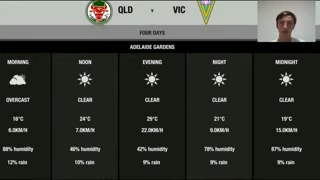 QLD v VIC
FOUR DAYS
ADELAIDE GARDENS
MORNING NOON EVENING NIGHT MIDNIGHT
OVERCAST CLEAR CLEAR CLEAR CLEAR
18°C 24°C 29°C 21°C 19°C
6.0KM/H 7.0KM/H 22.0KM/H 9.0KM/H 15.0KM/H
88% humidity 46% humidity 42% humidity 78% humidity 87% humidity
12% rain 10% rain 9% rain 9% rain 9% rain